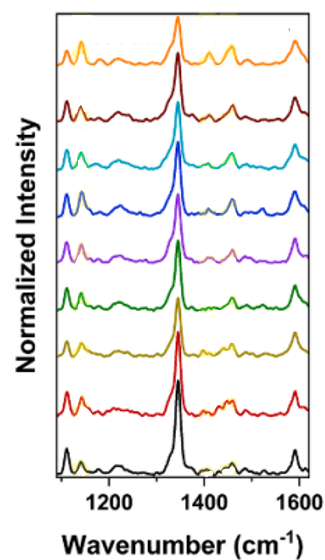 Normalized Intensity
1200 1400 1600
Wavenumber (cm-1)